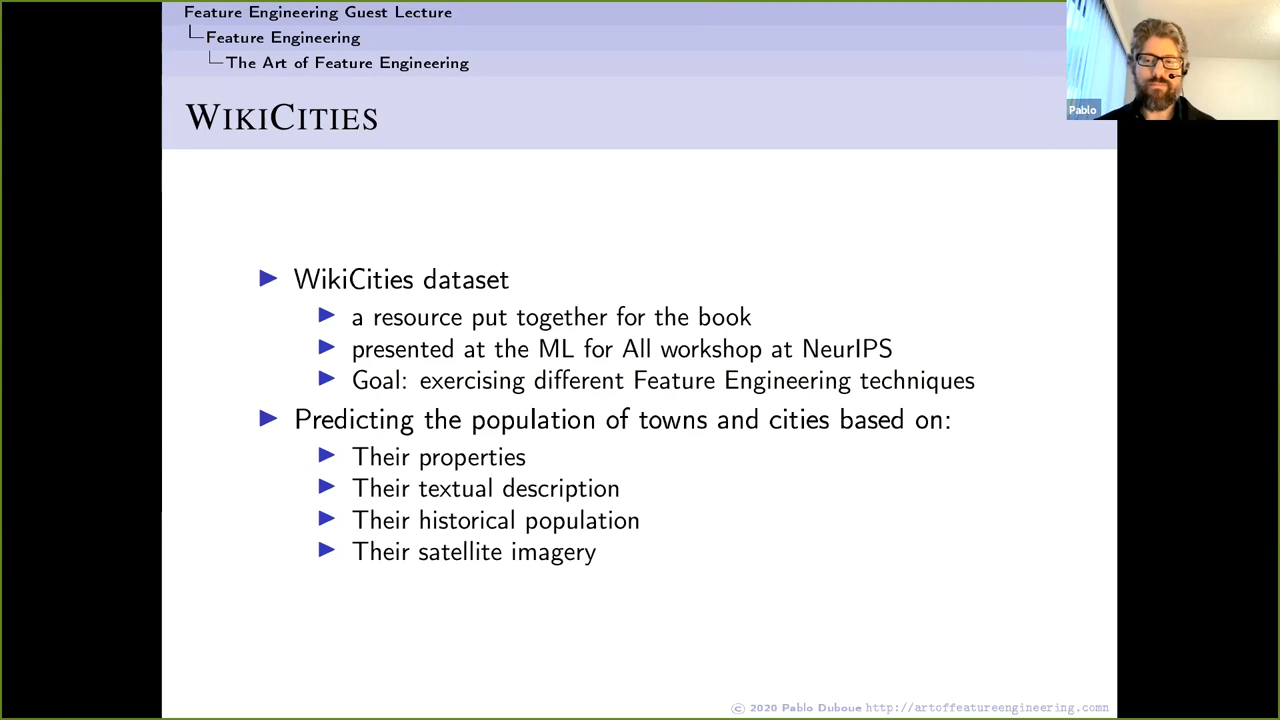 Feature Engineering Guest Lecture
Feature Engineering
The Art of Feature Engineering
WIKICITIES
Pablo
WikiCities dataset
a resource put together for the book
presented at the ML for All workshop at NeurIPS
Goal: exercising different Feature Engineering techniques
Predicting the population of towns and cities based on:
Their properties
Their textual description
Their historical population
Their satellite imagery
© 2020 Pablo Duboue http://artoffeatureengineering.comn